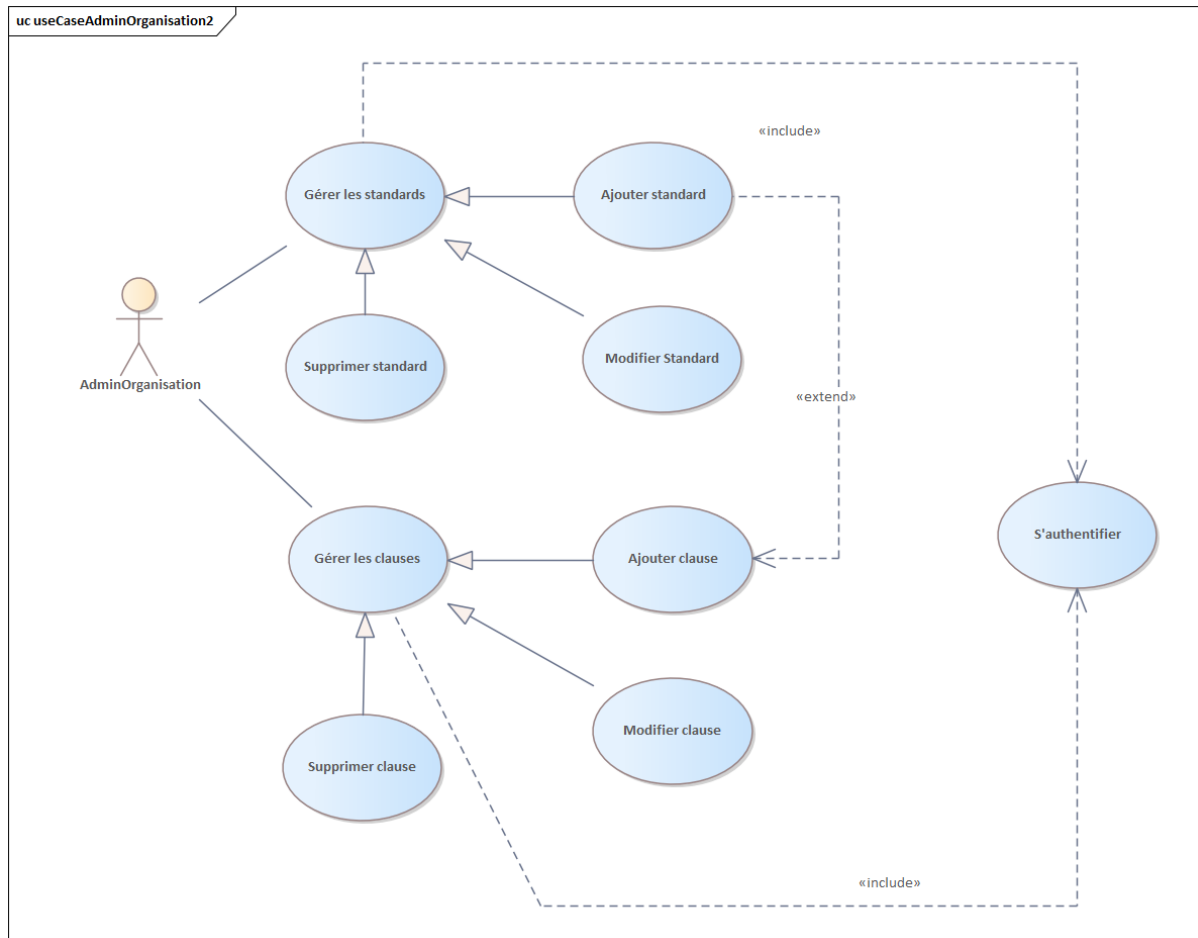 uc useCaseAdminOrganisation2
«include»
Gérer les standards
Ajouter standard
Supprimer standard
Modifier Standard
AdminOrganisation
«extend»
S'authentifier
Gérer les clauses
Ajouter clause
Modifier clause
Supprimer clause
«include»